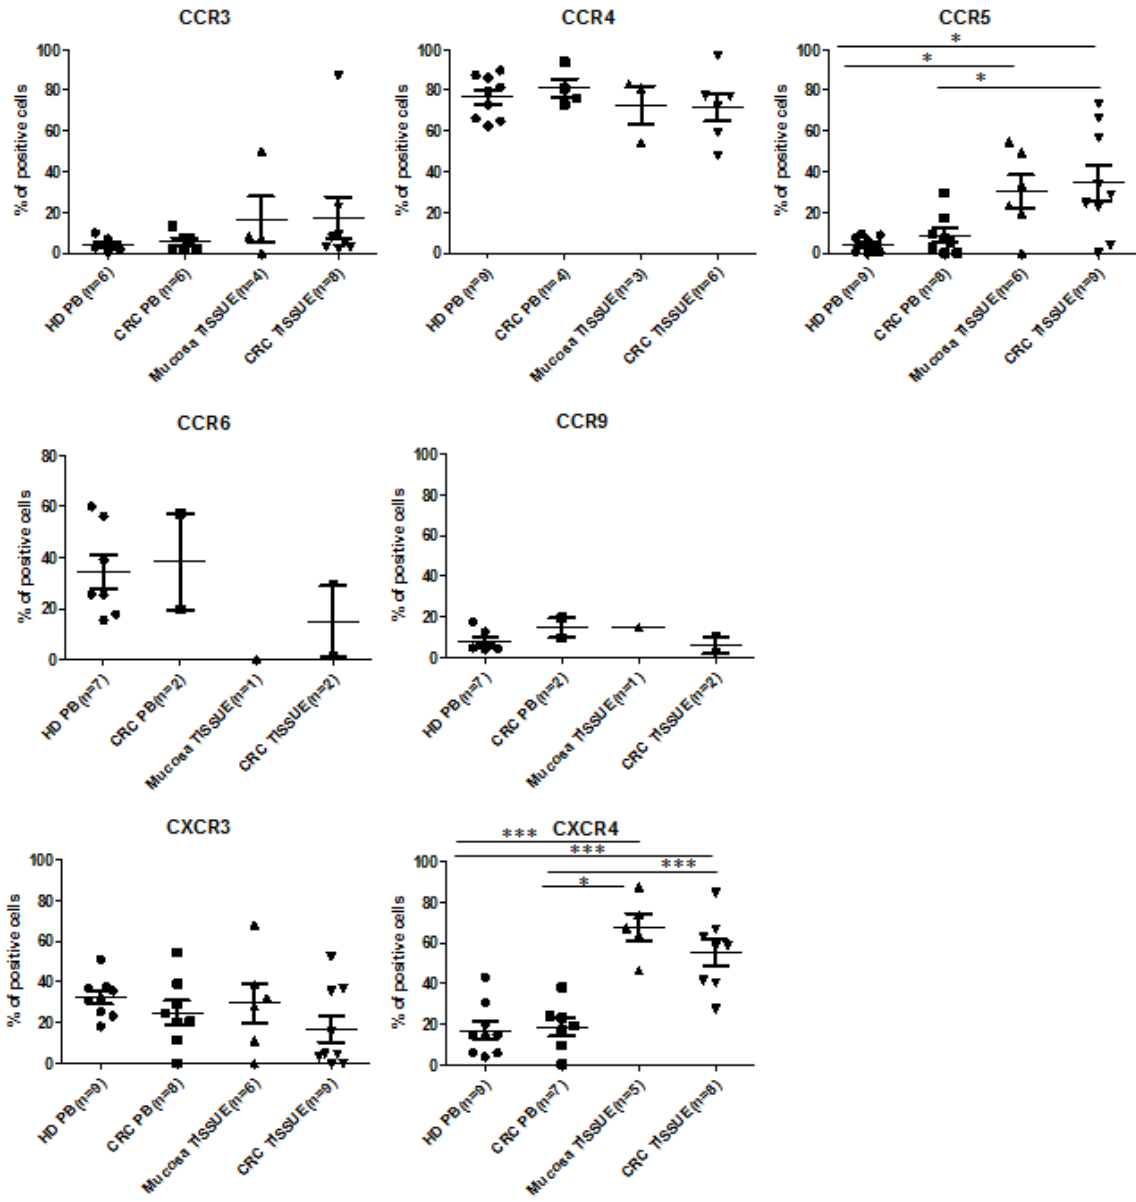 CCR3
% of positive cells
100
80
60
40
20
0
HD PB(n=6)
CRC PB(n=6)
Mucosa TISSUE(n=4)
CRC TISSUE(n=8)
CCR4
% of positive cells
100
80
60
40
20
0
HD PB(n=9)
CRC PB(n=4)
Mucosa TISSUE(n=3)
CRC TISSUE(n=6)
CCR5
*
*
*
% of positive cells
100
80
60
40
20
0
HD PB(n=9)
CRC PB(n=8)
Mucosa TISSUE(n=6)
CRC TISSUE(n=9)
CCR6
% of positive cells
80
60
40
20
0
HD PB(n=7)
CRC PB(n=2)
Mucosa TISSUE(n=1)
CRC TISSUE(n=2)
CCR9
% of positive cells
100
80
60
40
20
0
HD PB(n=7)
CRC PB(n=2)
Mucosa TISSUE(n=1)
CRC TISSUE(n=2)
CXCR3
% of positive cells
100
80
60
40
20
0
HD PB(n=9)
CRC PB(n=8)
Mucosa TISSUE(n=6)
CRC TISSUE(n=9)
CXCR4
***
***
***
*
% of positive cells
100
80
60
40
20
0
HD PB(n=9)
CRC PB(n=7)
Mucosa TISSUE(n=5)
CRC TISSUE(n=8)